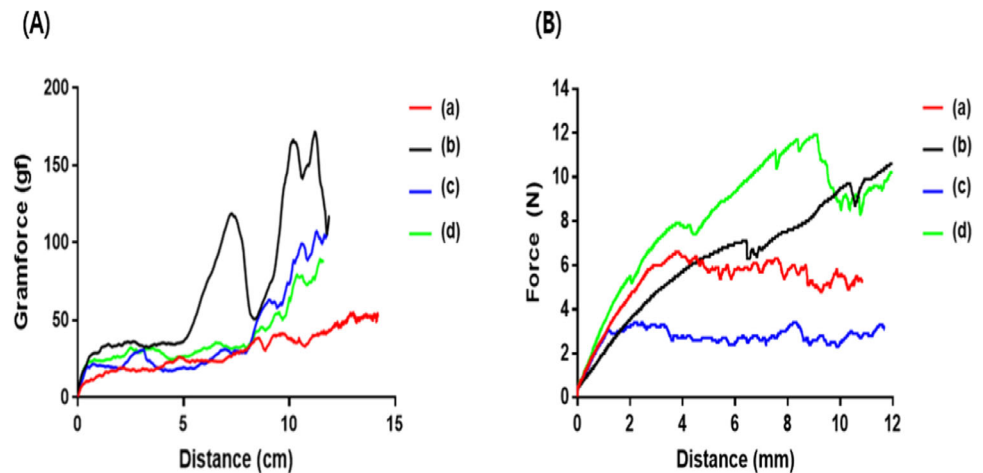 (A)
200
150
100
50
0
0 5 10 15
Gramforce (gf)
Distance (cm)
(a)
(b)
(c)
(d)
(B)
14
12
10
8
6
4
2
0
0 2 4 6 8 10 12
Force (N)
Distance (mm)
(a)
(b)
(c)
(d)